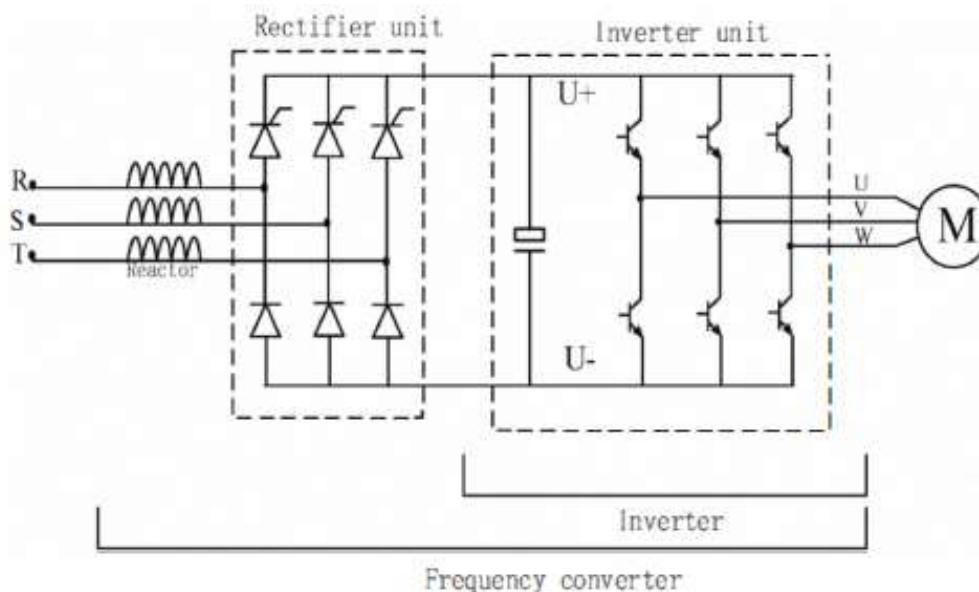 Rectifier unit
Inverter unit
U+
R
S
T
Reactor
U
V
W
M
U-
Inverter
Frequency converter